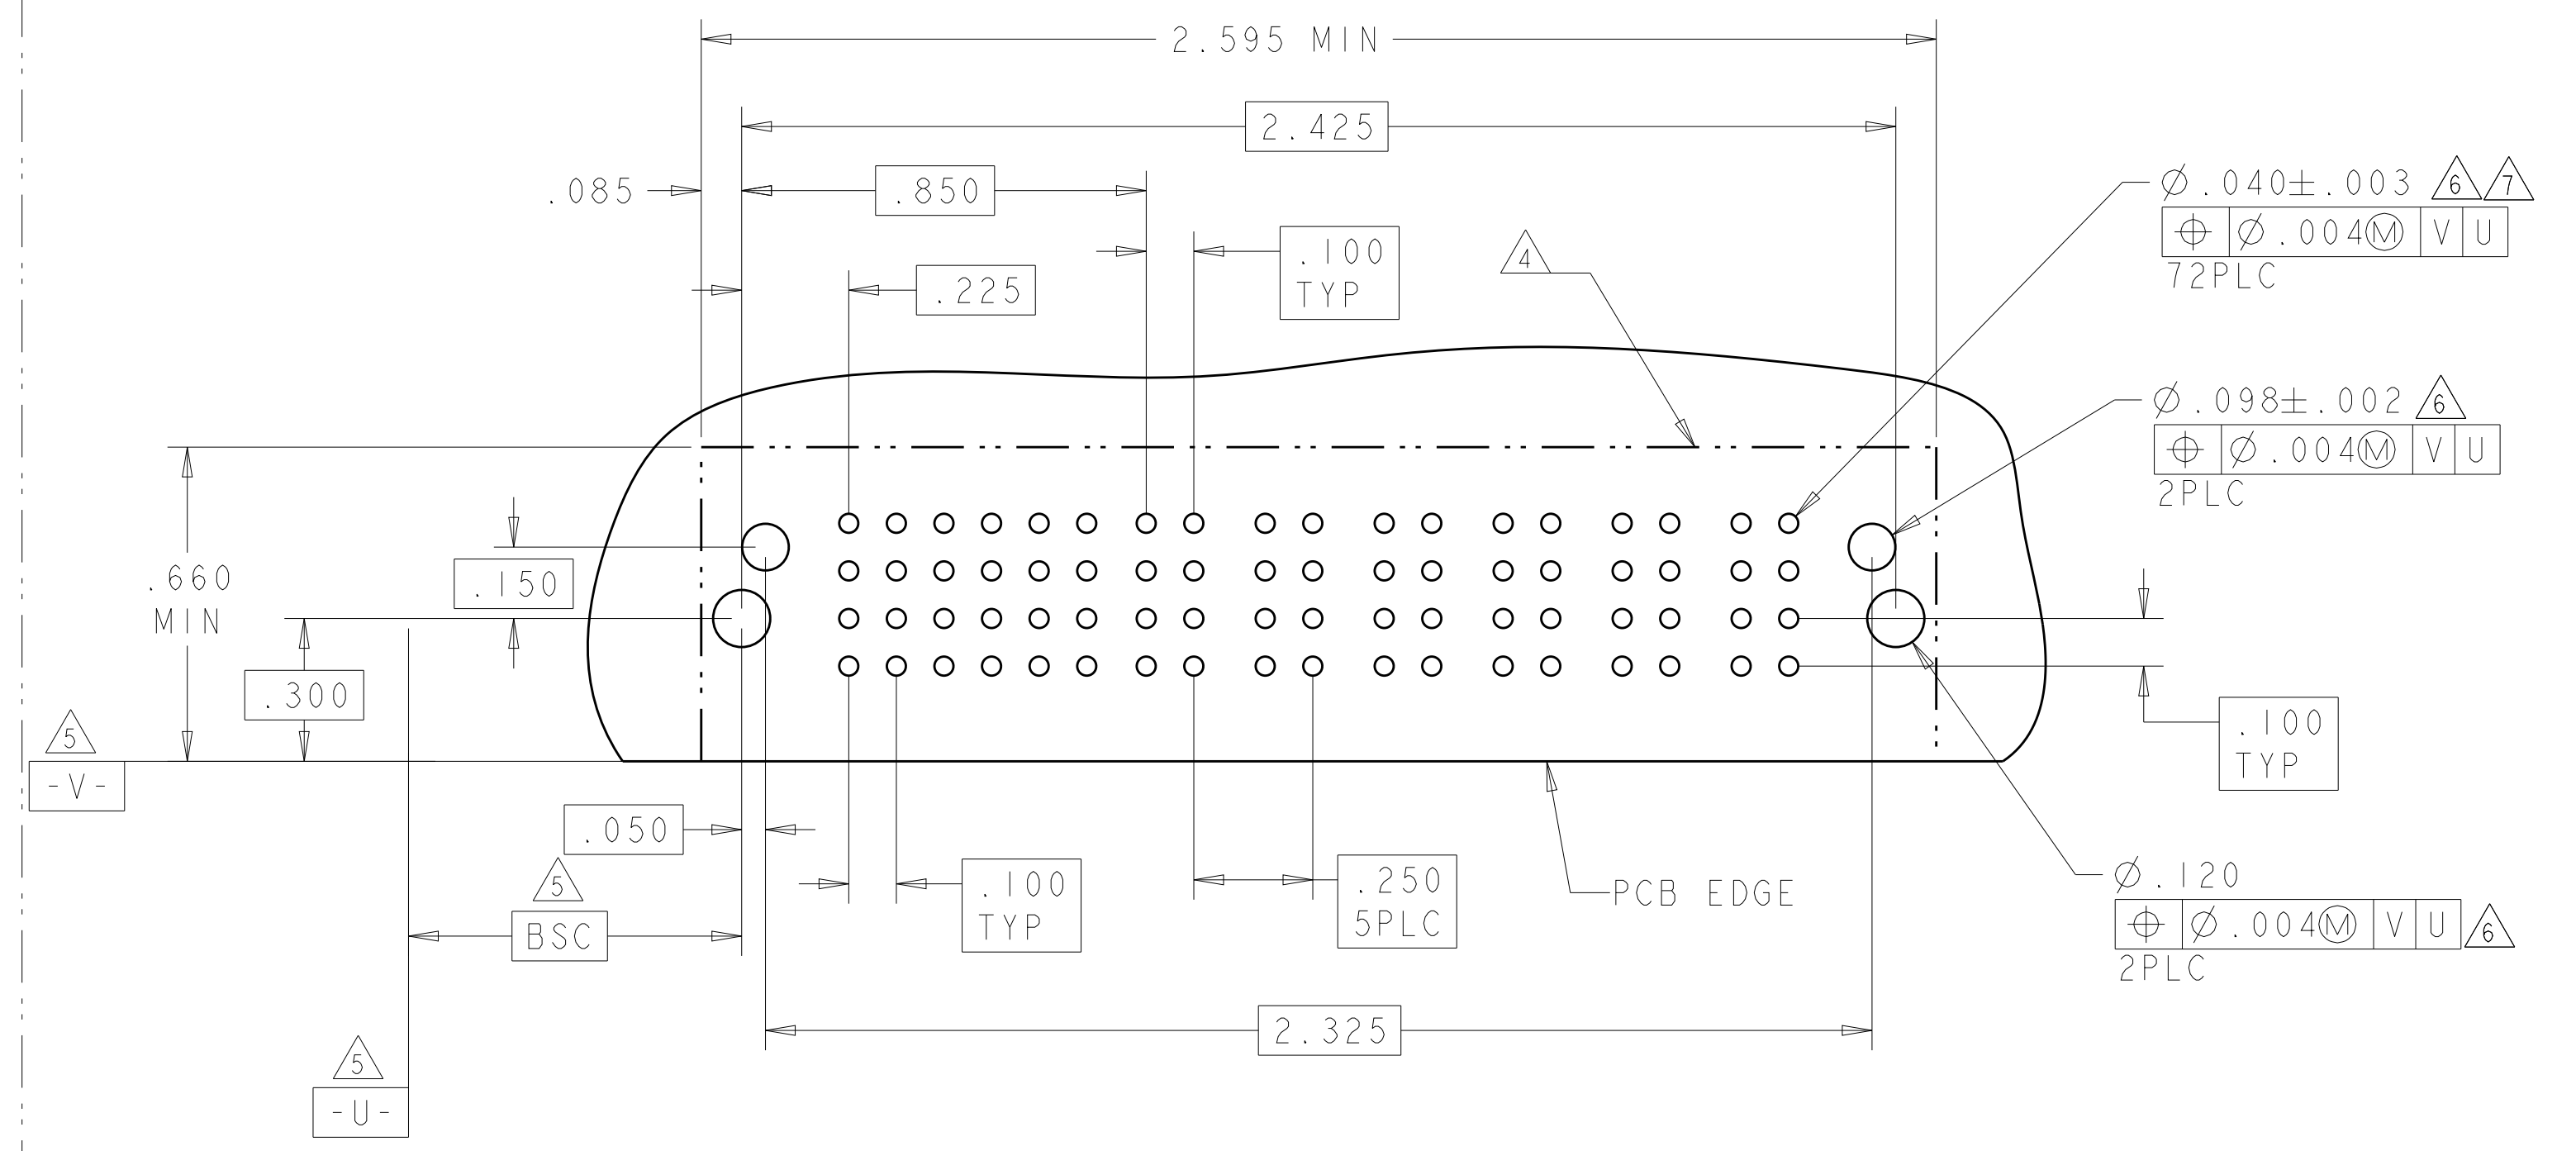 2.595 MIN
2.425
.085
.850
.100
TYP
.225
4
Ø.040±.003 6 7
⌖ Ø.004Ⓜ V U
72PLC
Ø.098±.002 6
⌖ Ø.004Ⓜ V U
2PLC
.660
MIN
.150
.300
5
-V-
.100
TYP
.050
5
BSC
.100
TYP
.250
5PLC
PCB EDGE
Ø.120
⌖ Ø.004Ⓜ V U 6
2PLC
2.325
5
-U-